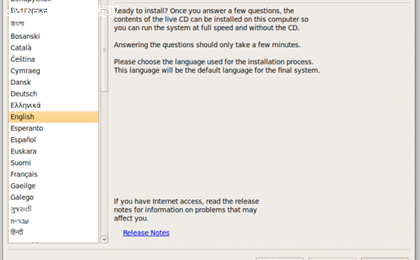 Български
বাংলা
Bosanski
Català
Čeština
Cymraeg
Dansk
Deutsch
Ελληνικά
English
Esperanto
Español
Euskara
Suomi
Français
Gaeilge
Galego
ગુજરાતી
עברית
हिन्दी
Ready to install? Once you answer a few questions, the
contents of the live CD can be installed on this computer so
you can run the system at full speed and without the CD.
Answering the questions should only take a few minutes.
Please choose the language used for the installation process.
This language will be the default language for the final system.
If you have Internet access, read the release
notes for information on problems that may
affect you.
Release Notes